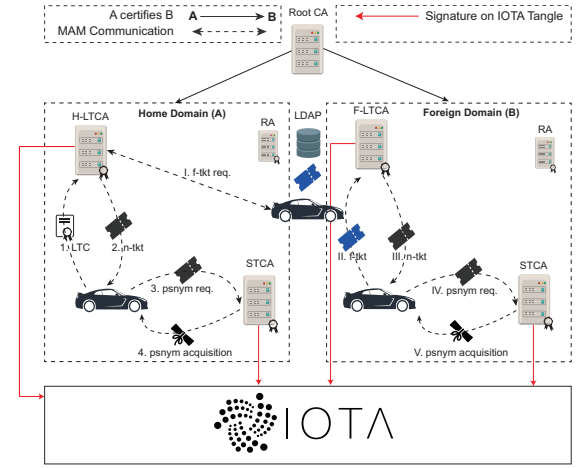 A certifies B A B
MAM Communication
Root CA
Signature on IOTA Tangle
H-LTCA
Home Domain (A)
RA
LDAP
F-LTCA
Foreign Domain (B)
RA
I. f-tkt req.
1. LTC
2. n-tkt
II. f-tkt
III. n-tkt
3. psnym req.
STCA
IV. psnym req.
STCA
4. psnym acquisition
V. psnym acquisition
IOTA